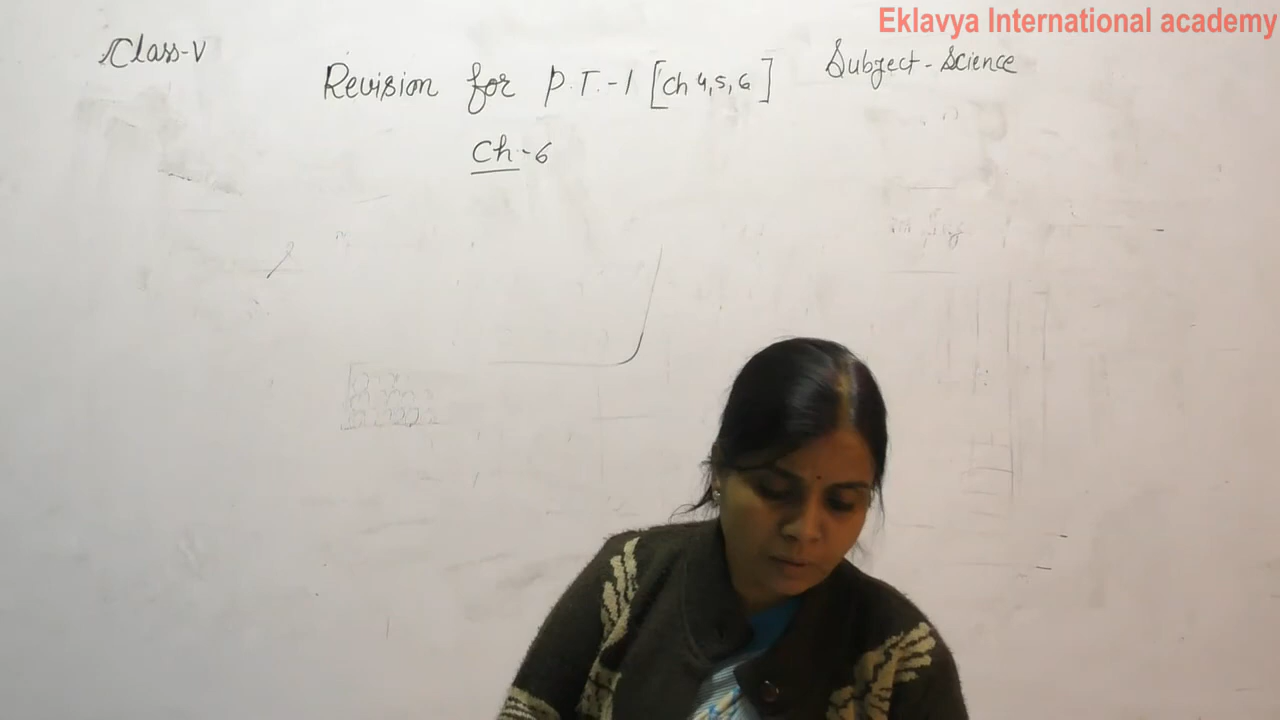 Eklavya International academy
Class-V
Subject - Science
Revision for P.T.-1 [Ch 4,5,6]
Ch-6